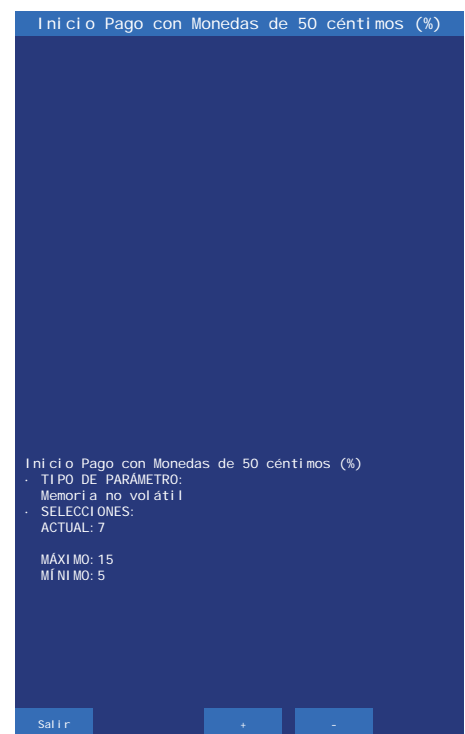 Inicio Pago con Monedas de 50 céntimos (%)
Inicio Pago con Monedas de 50 céntimos (%)
· TIPO DE PARÁMETRO:
Memoria no volátil
· SELECCIONES:
ACTUAL: 7
MÁXIMO: 15
MÍNIMO: 5
Salir + -